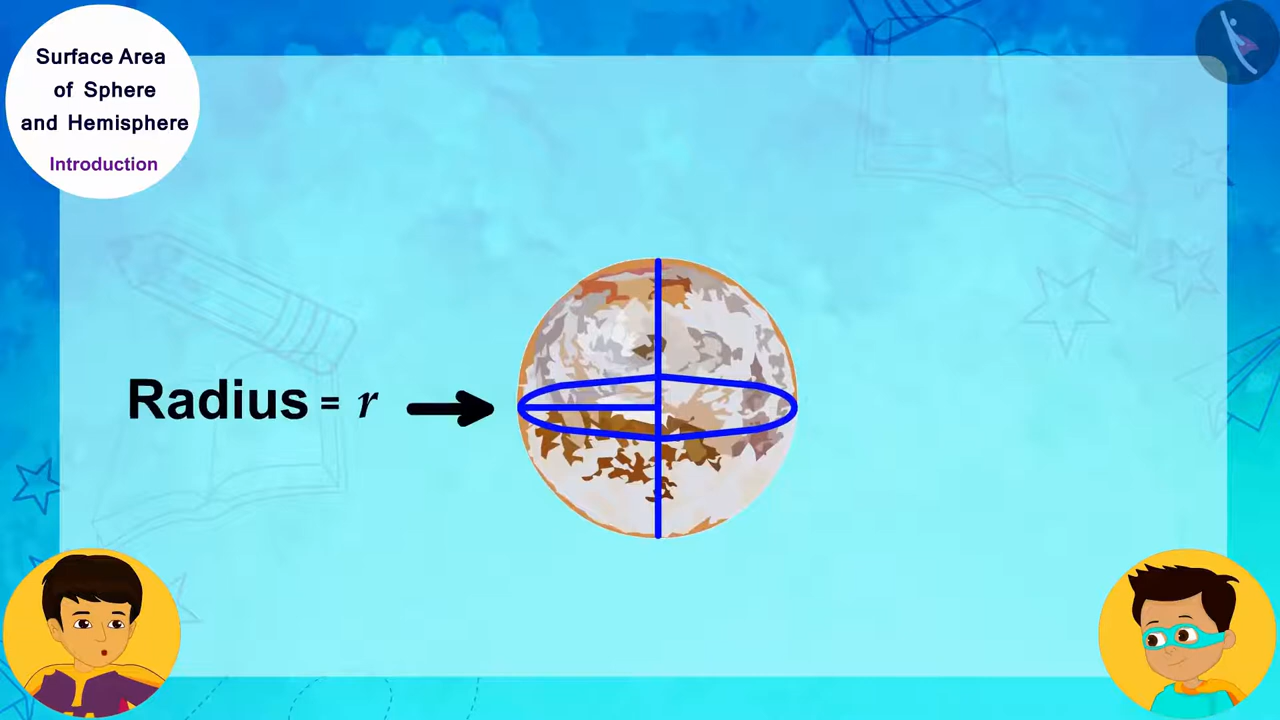 Surface Area
of Sphere
and Hemisphere
Introduction
Radius = r